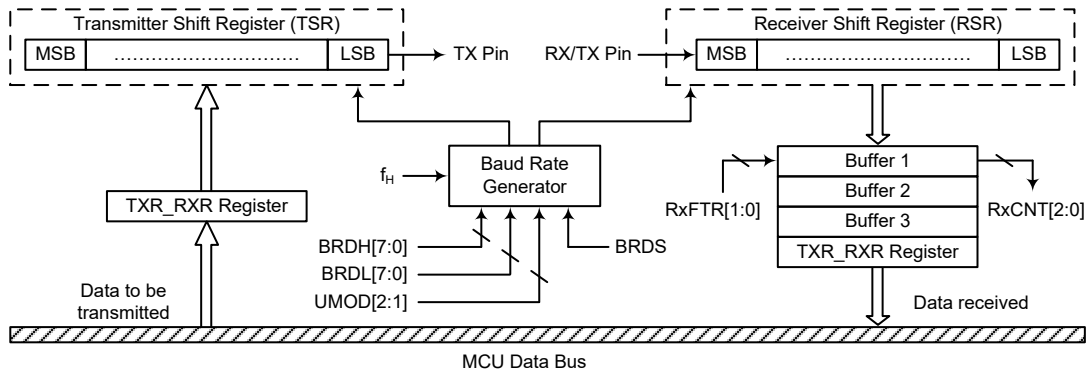 Transmitter Shift Register (TSR)
MSB ………………………… LSB
TX Pin
RX/TX Pin
Receiver Shift Register (RSR)
MSB ………………………… LSB
Baud Rate
Generator
fH
BRDH[7:0]
BRDL[7:0]
UMOD[2:1]
BRDS
TXR_RXR Register
Data to be
transmitted
Buffer 1
Buffer 2
Buffer 3
TXR_RXR Register
RxFTR[1:0]
RxCNT[2:0]
Data received
MCU Data Bus